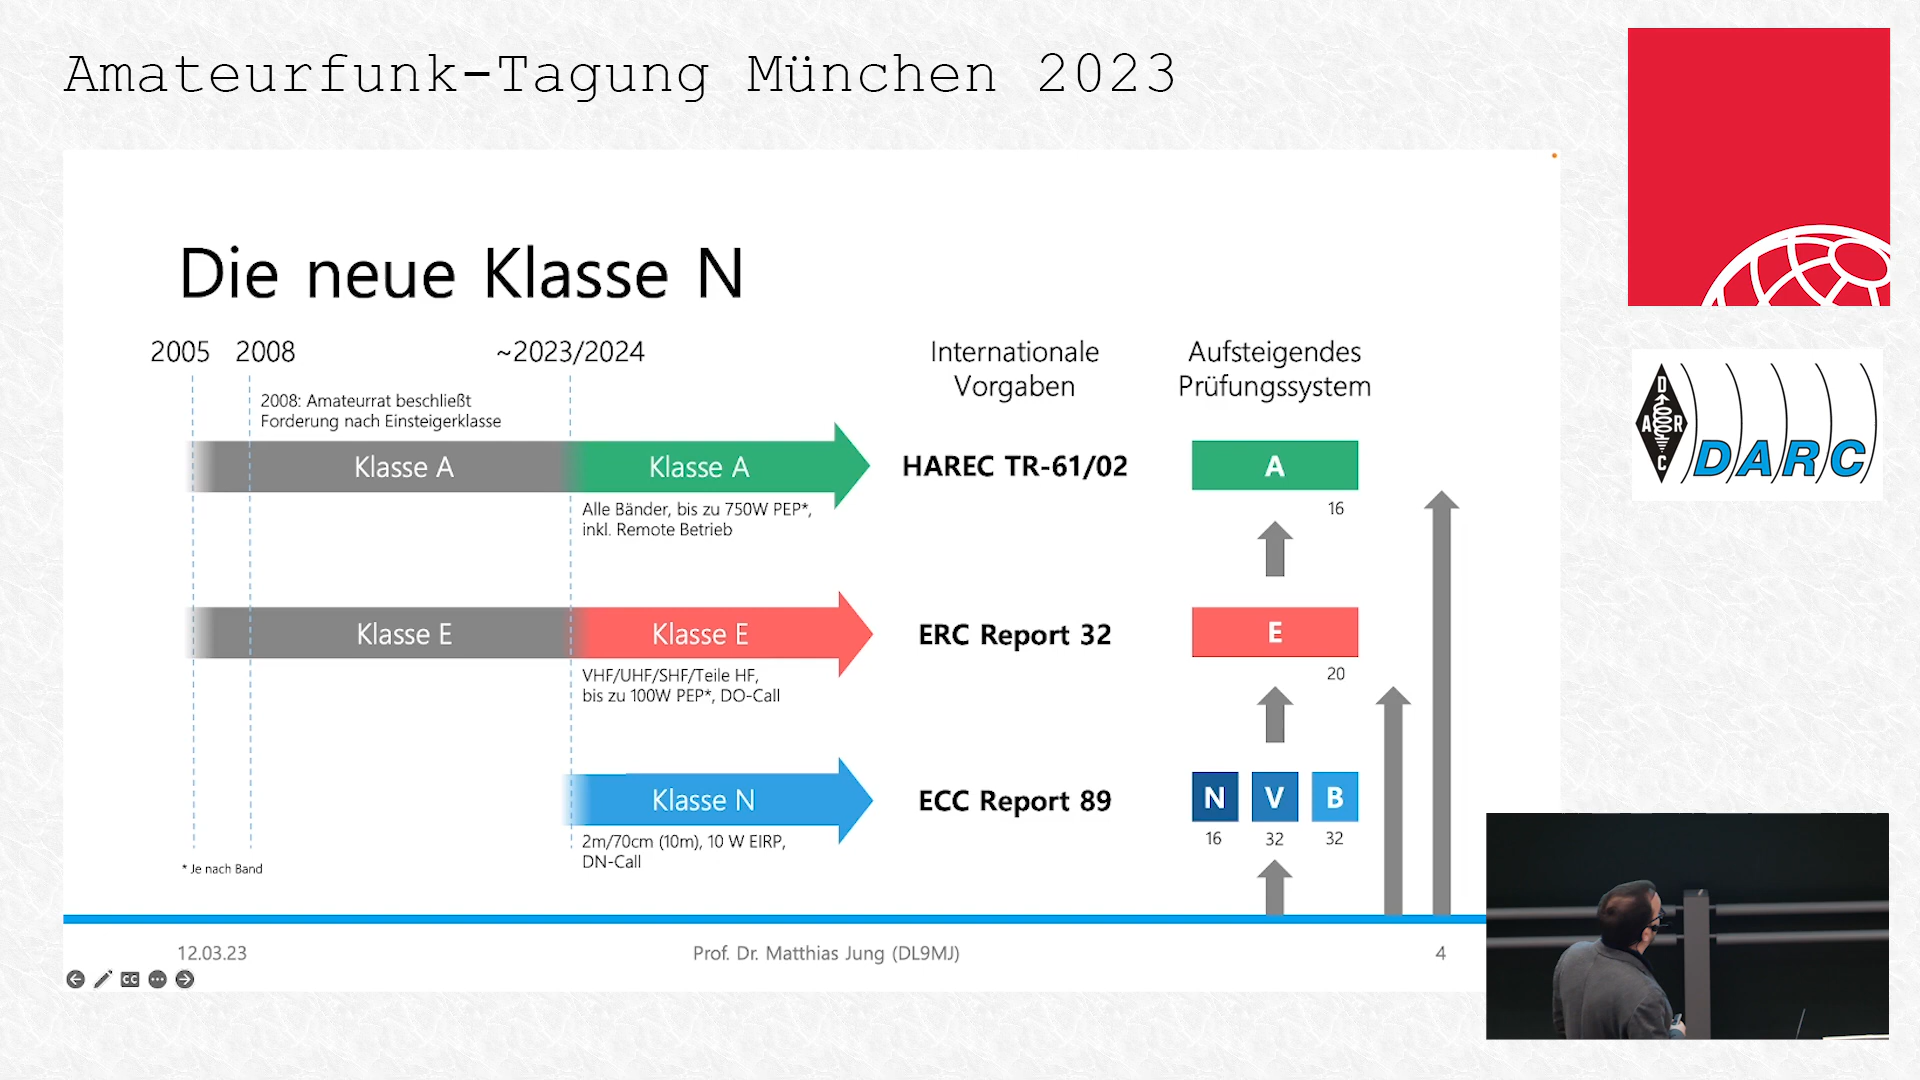 Amateurfunk-Tagung München 2023
Die neue Klasse N
2005 2008 ~2023/2024
Internationale
Vorgaben
Aufsteigendes
Prüfungssystem
2008: Amateurrat beschließt
Forderung nach Einsteigerklasse
Klasse A Klasse A
HAREC TR-61/02
A
16
Alle Bänder, bis zu 750W PEP*,
inkl. Remote Betrieb
Klasse E Klasse E
ERC Report 32
E
20
VHF/UHF/SHF/Teile HF,
bis zu 100W PEP*, DO-Call
Klasse N
ECC Report 89
N V B
16 32 32
2m/70cm (10m), 10 W EIRP,
DN-Call
* Je nach Band
12.03.23 Prof. Dr. Matthias Jung (DL9MJ) 4
CC
D
A R
C
DARC